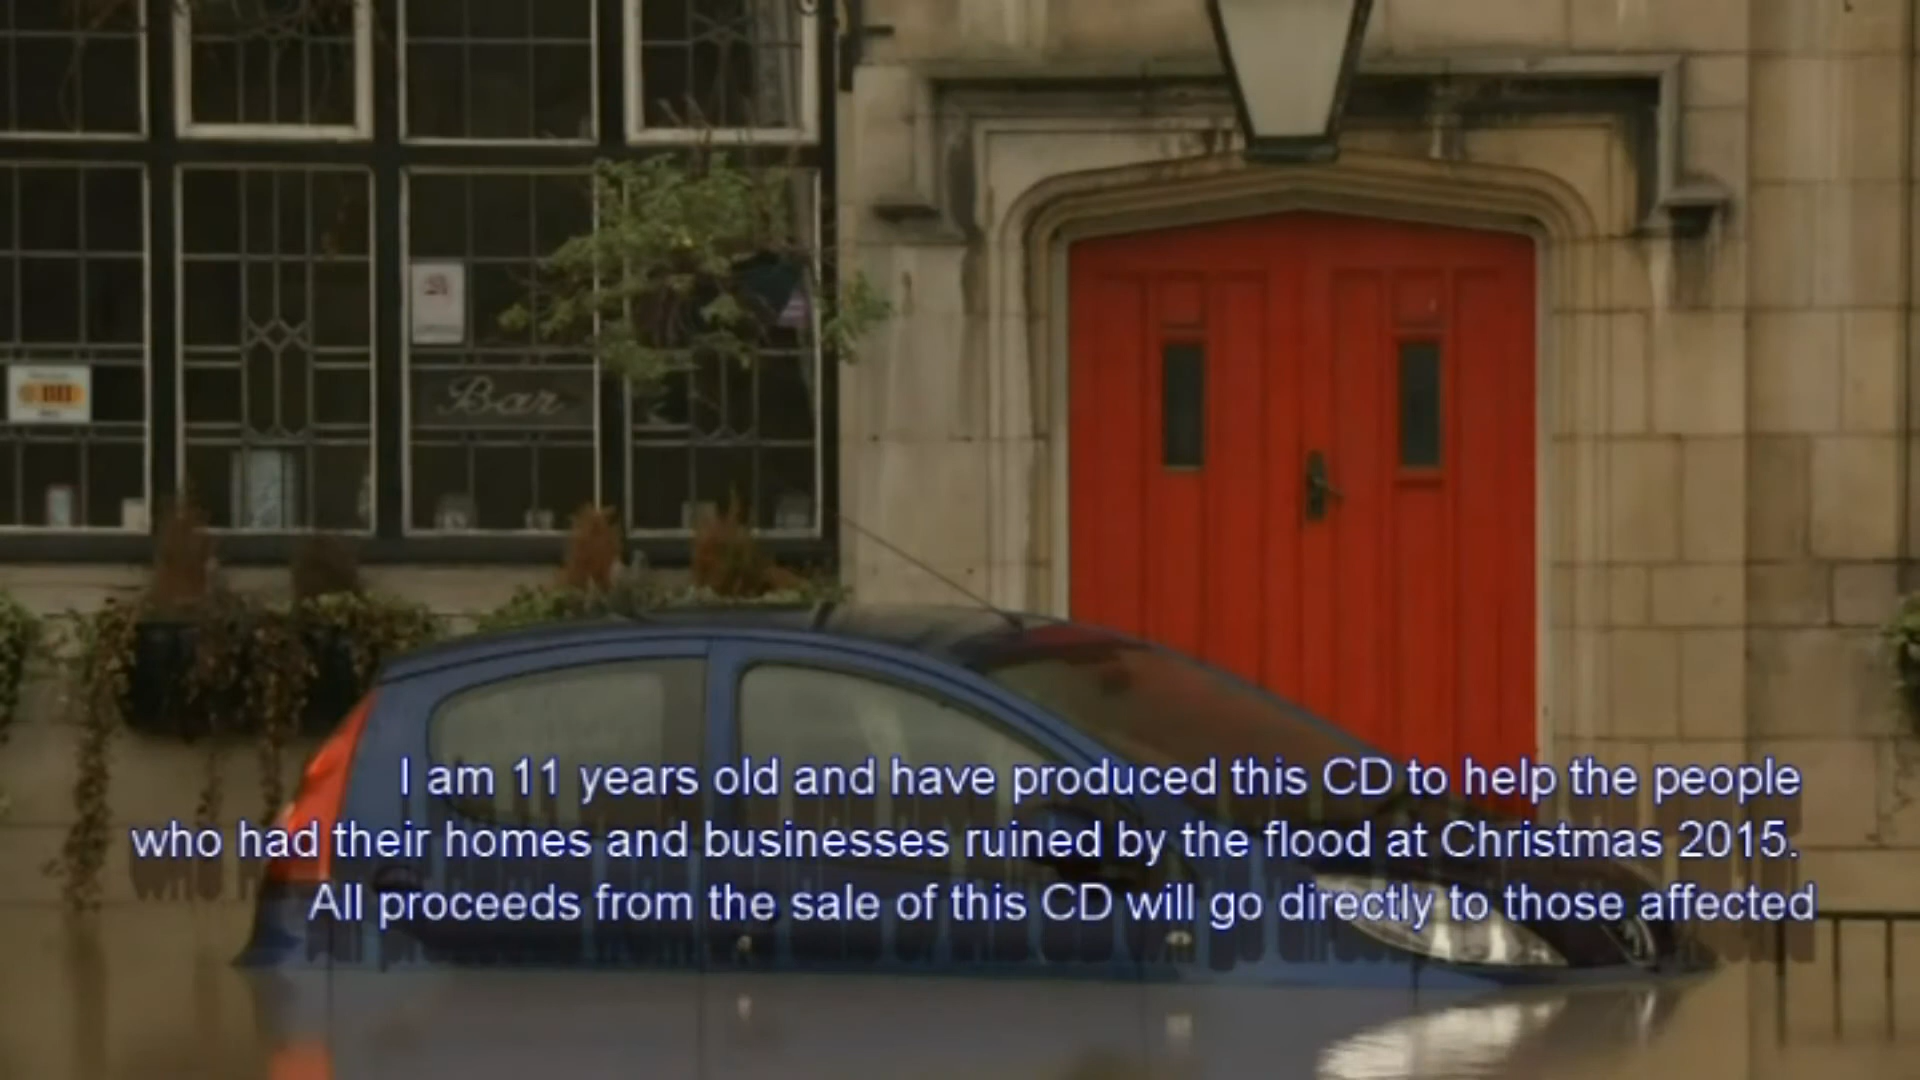 Bar
I am 11 years old and have produced this CD to help the people
who had their homes and businesses ruined by the flood at Christmas 2015.
All proceeds from the sale of this CD will go directly to those affected